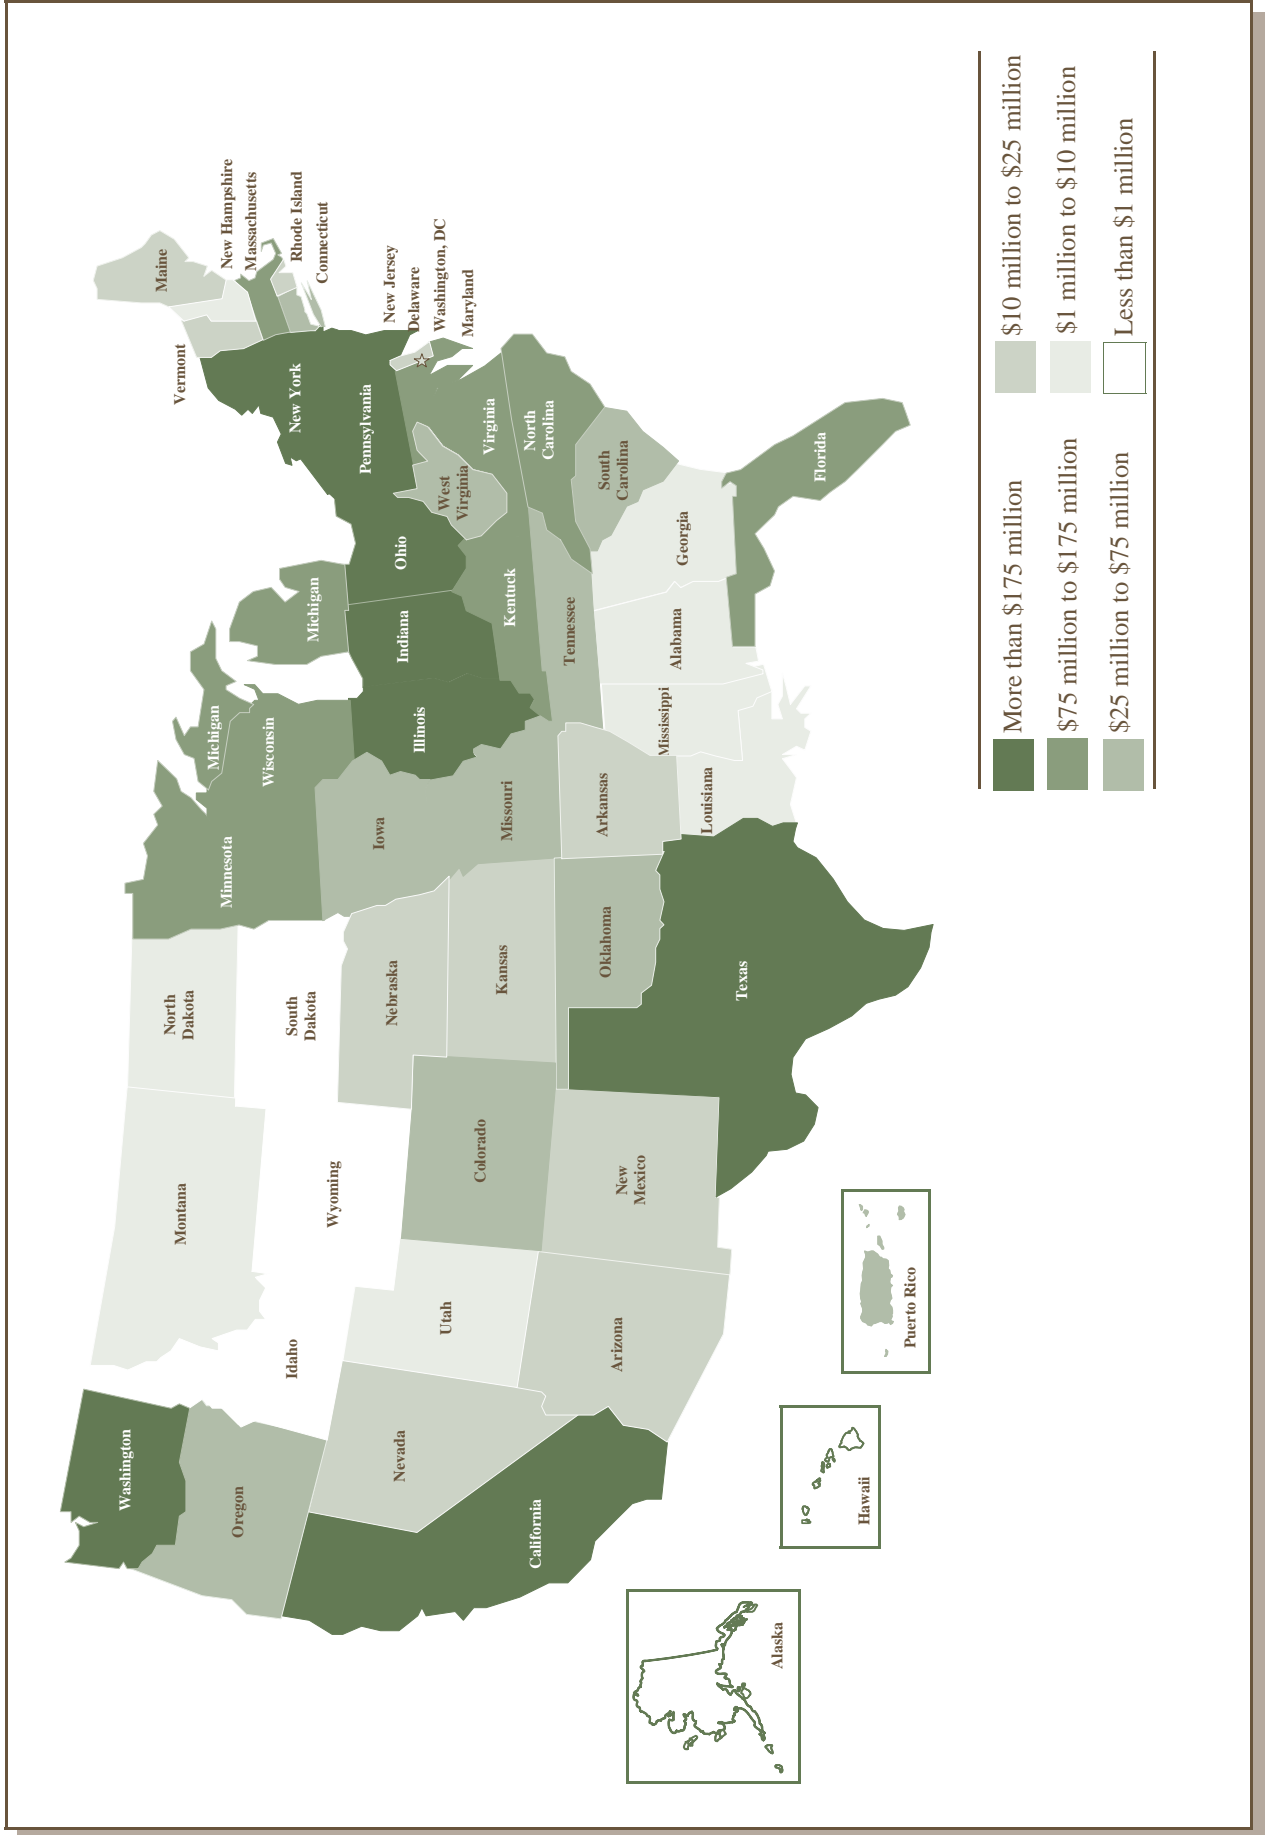 Washington
Oregon
California
Nevada
Idaho
Montana
Wyoming
Utah
Arizona
New
Mexico
Colorado
North
Dakota
South
Dakota
Nebraska
Kansas
Oklahoma
Texas
Minnesota
Iowa
Missouri
Arkansas
Louisiana
Wisconsin
Michigan
Michigan
Illinois
Indiana
Ohio
Kentuck
Tennessee
Mississippi
Alabama
Georgia
Florida
South
Carolina
North
Carolina
Virginia
West
Virginia
Pennsylvania
New York
Vermont
Maine
New Hampshire
Massachusetts
Rhode Island
Connecticut
New Jersey
Delaware
Washington, DC
Maryland
Alaska
Hawaii
Puerto Rico
More than $175 million
$75 million to $175 million
$25 million to $75 million
$10 million to $25 million
$1 million to $10 million
Less than $1 million